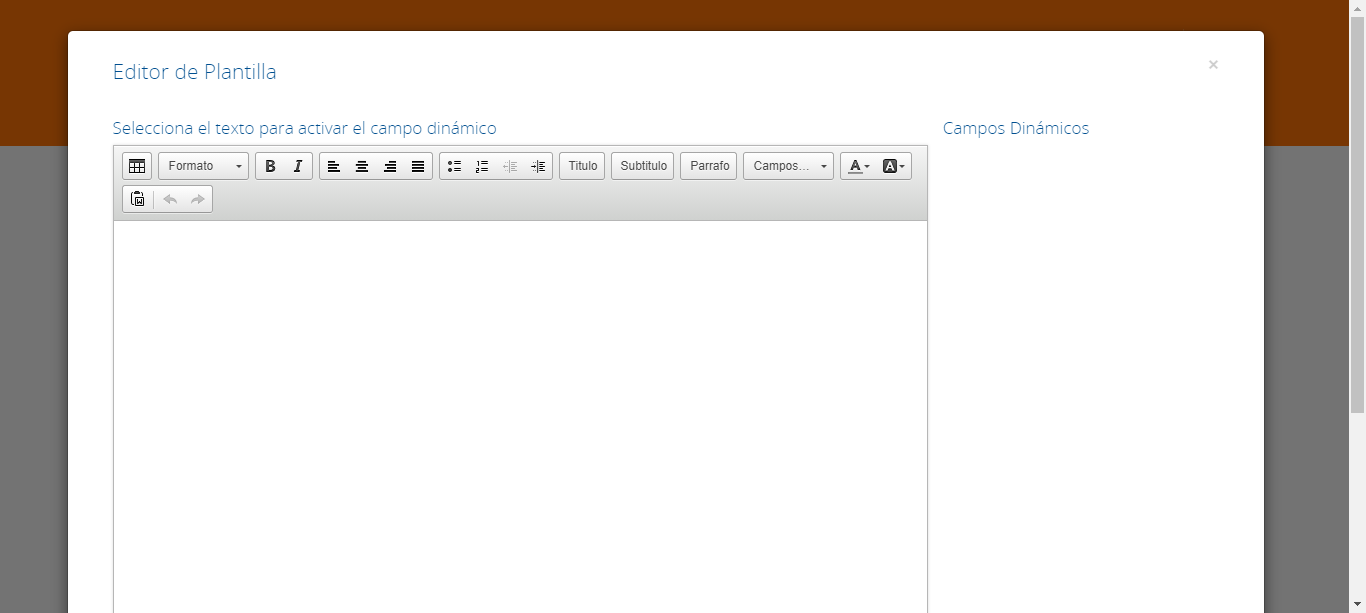 Editor de Plantilla
×
Selecciona el texto para activar el campo dinámico
Campos Dinámicos
Formato B I Titulo Subtitulo Parrafo Campos... A A